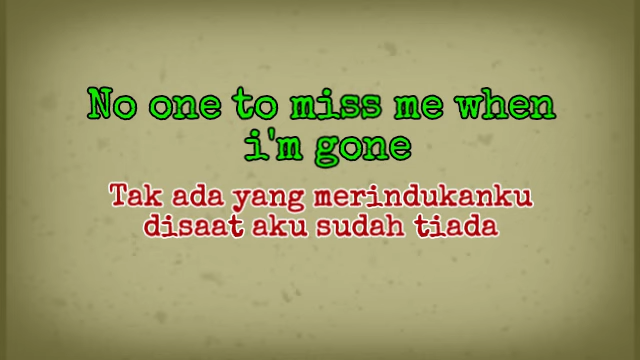 No one to miss me when
i'm gone
Tak ada yang merindukanku
disaat aku sudah tiada